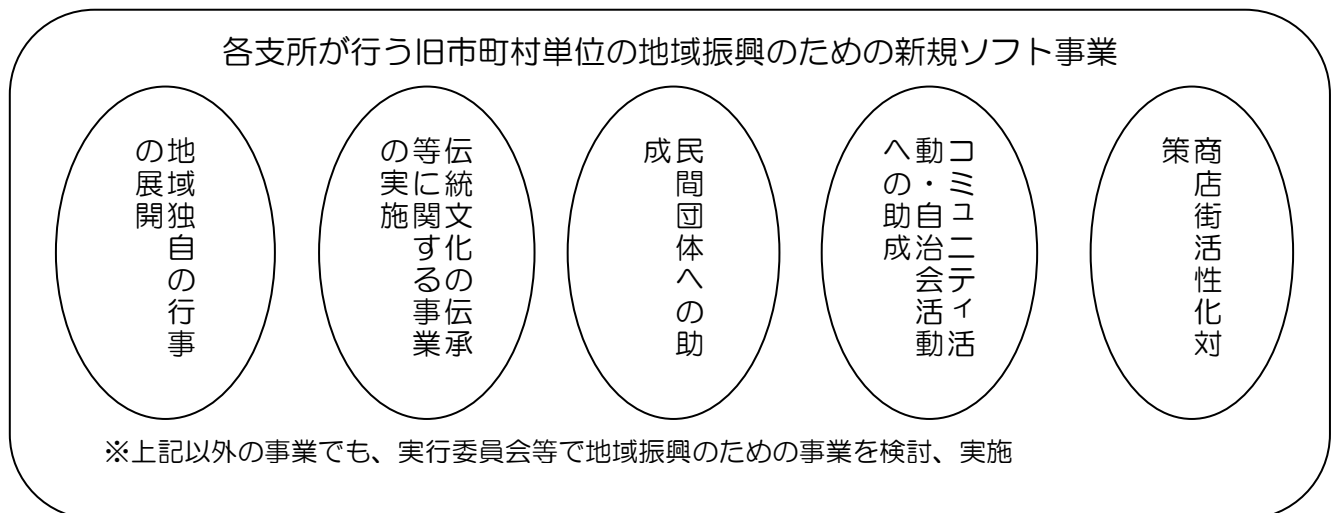 各支所が行う旧市町村単位の地域振興のための新規ソフト事業
地域独自の行事
の展開
伝統文化の伝承
等に関する事業
の実施
民間団体への助
成
コミュニティ活
動・自治会活動
への助成
商店街活性化対
策
※上記以外の事業でも、実行委員会等で地域振興のための事業を検討、実施